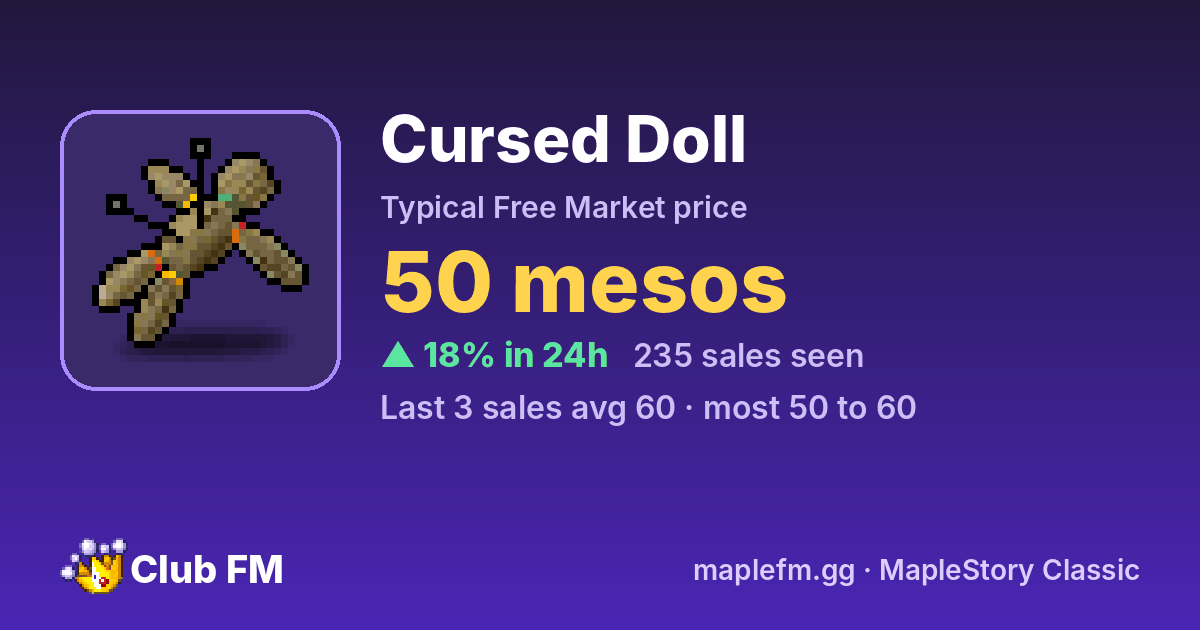 Cursed Doll
Typical Free Market price
50 mesos
▲ 18% in 24h 235 sales seen
Last 3 sales avg 60 · most 50 to 60
Club FM
maplefm.gg · MapleStory Classic